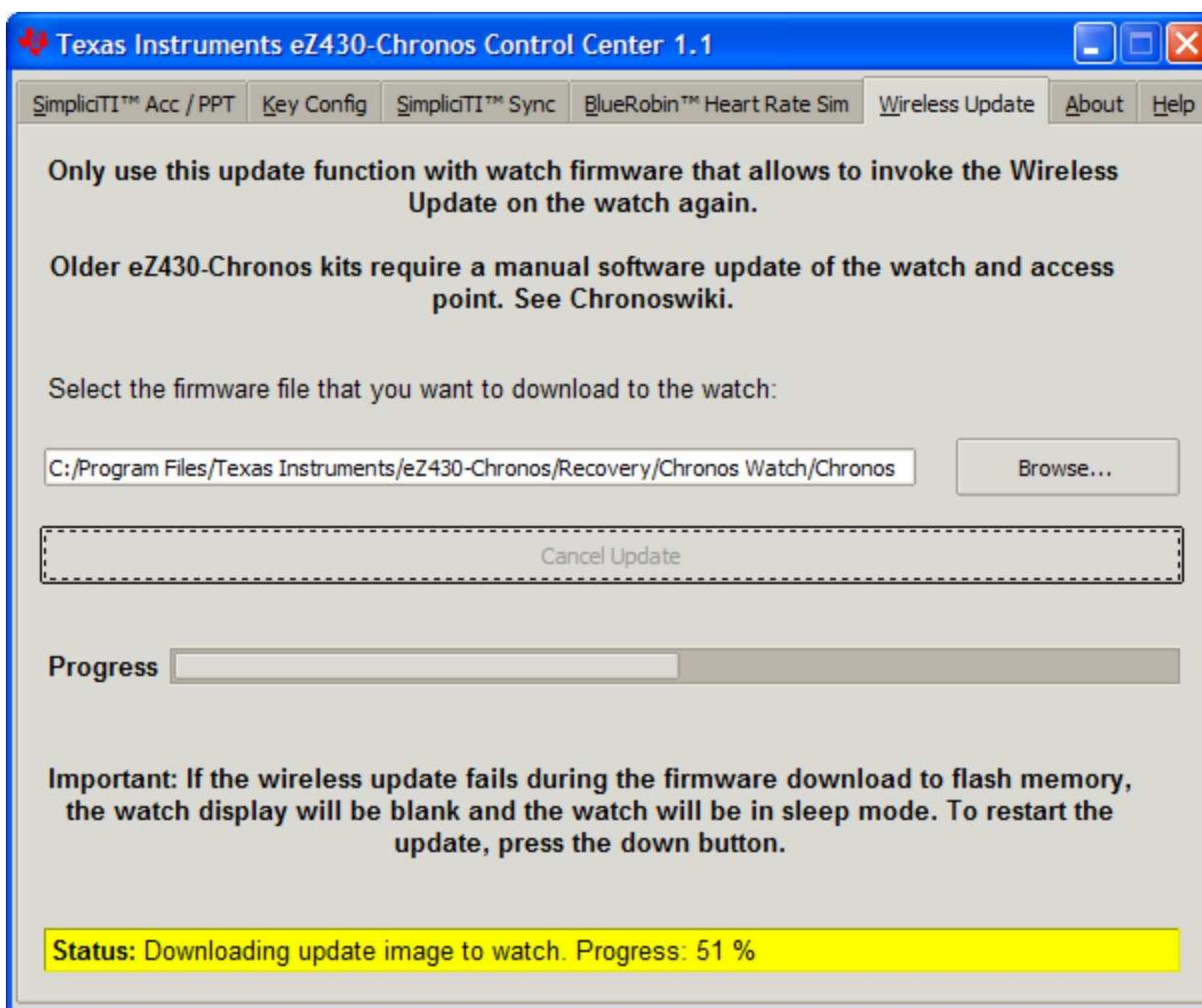 Texas Instruments eZ430-Chronos Control Center 1.1
SimpliciTI™ Acc / PPT Key Config SimpliciTI™ Sync BlueRobin™ Heart Rate Sim Wireless Update About Help
Only use this update function with watch firmware that allows to invoke the Wireless
Update on the watch again.
Older eZ430-Chronos kits require a manual software update of the watch and access
point. See Chronoswiki.
Select the firmware file that you want to download to the watch:
C:/Program Files/Texas Instruments/eZ430-Chronos/Recovery/Chronos Watch/Chronos Browse...
Cancel Update
Progress
Important: If the wireless update fails during the firmware download to flash memory,
the watch display will be blank and the watch will be in sleep mode. To restart the
update, press the down button.
Status: Downloading update image to watch. Progress: 51 %